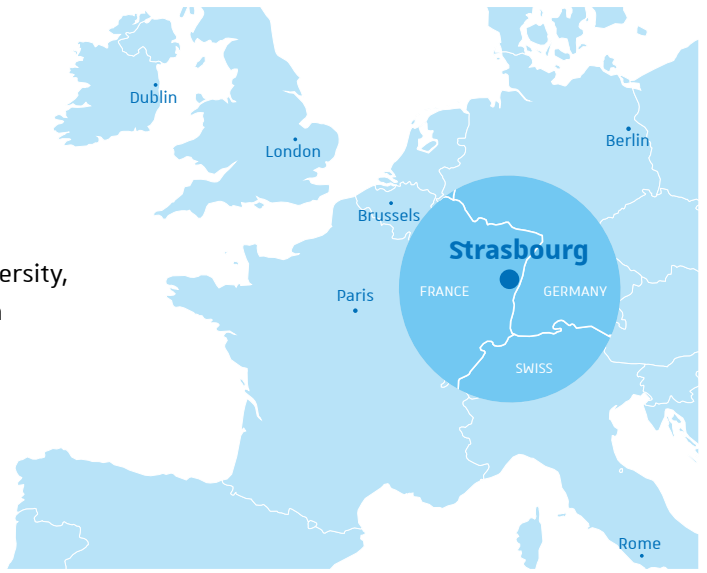 Dublin
London
Berlin
Brussels
Strasbourg
ersity,
Paris
FRANCE
GERMANY
SWISS
Rome